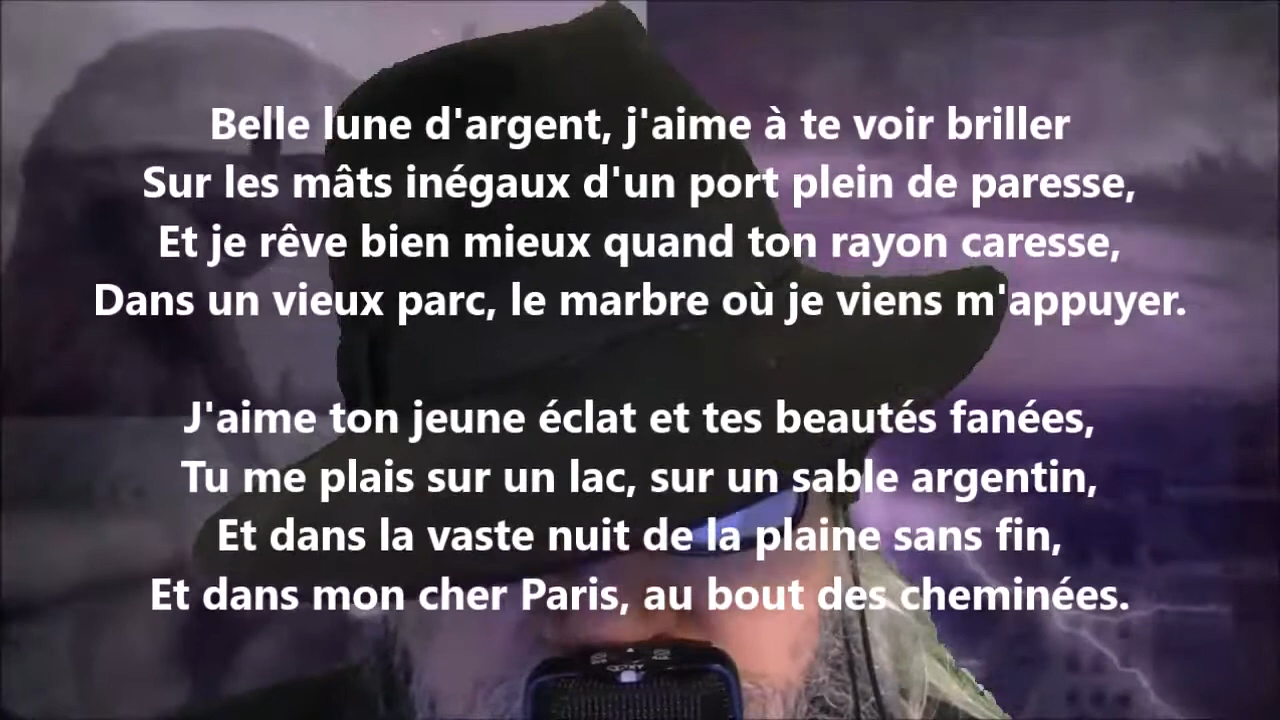 Belle lune d'argent, j'aime à te voir briller
Sur les mâts inégaux d'un port plein de paresse,
Et je rêve bien mieux quand ton rayon caresse,
Dans un vieux parc, le marbre où je viens m'appuyer.
J'aime ton jeune éclat et tes beautés fanées,
Tu me plais sur un lac, sur un sable argentin,
Et dans la vaste nuit de la plaine sans fin,
Et dans mon cher Paris, au bout des cheminées.